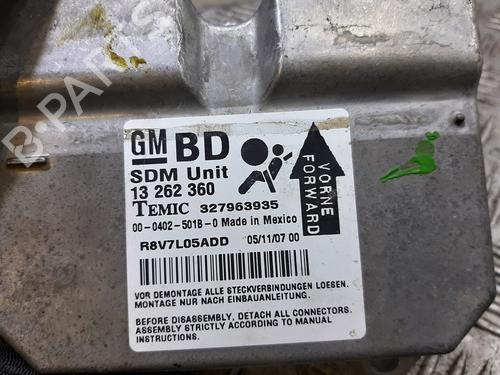 GM BD
SDM Unit
13 262 360
TEMIC 327963935
00-0402-501B-0 Made in Mexico
R8V7L05ADD 05/11/07 00
VORNE
FORWARD
VOR DEMONTAGE ALLE STECKVERBINDUNGEN LOESEN.
MONTAGE NUR NACH EINBAUANLEITUNG.
BEFORE DISASSEMBLY, DETACH ALL CONNECTORS.
ASSEMBLY STRICTLY ACCORDING TO MANUAL
INSTRUCTIONS.
B-PARTS